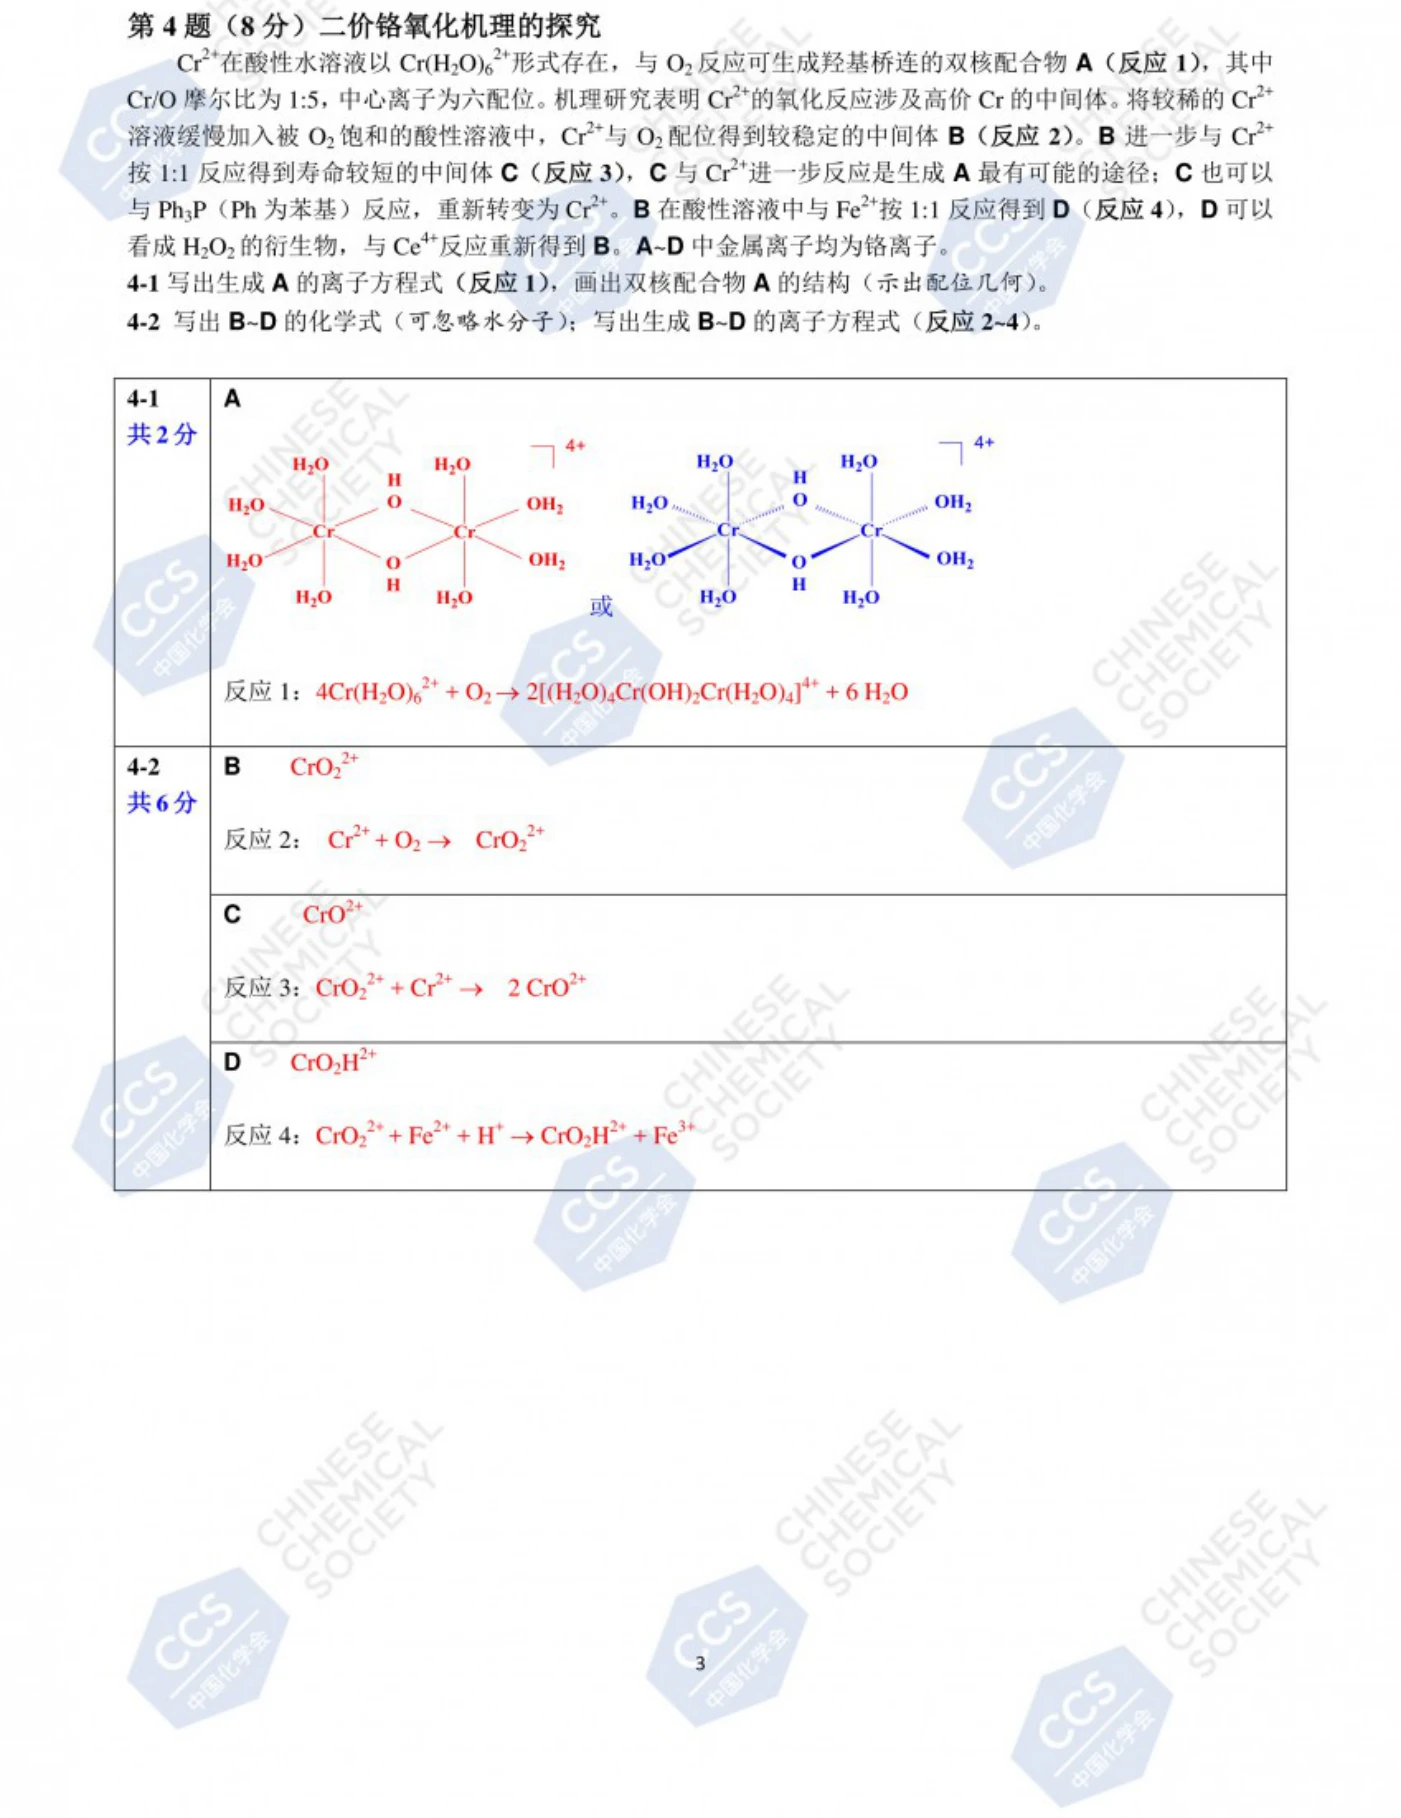 第 4 题（8 分）二价铬氧化机理的探究
Cr²⁺在酸性水溶液以 Cr(H₂O)₆²⁺形式存在，与 O₂ 反应可生成羟基桥连的双核配合物 A（反应 1），其中
Cr/O 摩尔比为 1:5，中心离子为六配位。机理研究表明 Cr²⁺的氧化反应涉及高价 Cr 的中间体。将较稀的 Cr²⁺
溶液缓慢加入被 O₂ 饱和的酸性溶液中，Cr²⁺与 O₂ 配位得到较稳定的中间体 B（反应 2）。B 进一步与 Cr²⁺
按 1:1 反应得到寿命较短的中间体 C（反应 3），C 与 Cr²⁺进一步反应是生成 A 最有可能的途径；C 也可以
与 Ph₃P（Ph 为苯基）反应，重新转变为 Cr²⁺。B 在酸性溶液中与 Fe²⁺按 1:1 反应得到 D（反应 4），D 可以
看成 H₂O₂ 的衍生物，与 Ce⁴⁺反应重新得到 B。A~D 中金属离子均为铬离子。
4-1 写出生成 A 的离子方程式（反应 1），画出双核配合物 A 的结构（示出配位几何）。
4-2 写出 B~D 的化学式（可忽略水分子）；写出生成 B~D 的离子方程式（反应 2~4）。
4-1
共 2 分
A
4+
H₂O
H₂O
H
O
H₂O
OH₂
Cr
Cr
H₂O
O
H
OH₂
H₂O
H₂O
或
4+
H₂O
H₂O
H
O
H₂O
OH₂
Cr
Cr
H₂O
O
H
OH₂
H₂O
H₂O
反应 1：4Cr(H₂O)₆²⁺ + O₂ → 2[(H₂O)₄Cr(OH)₂Cr(H₂O)₄]⁴⁺ + 6 H₂O
4-2
共 6 分
B CrO₂²⁺
反应 2： Cr²⁺ + O₂ → CrO₂²⁺
C CrO²⁺
反应 3：CrO₂²⁺ + Cr²⁺ → 2 CrO²⁺
D CrO₂H²⁺
反应 4：CrO₂²⁺ + Fe²⁺ + H⁺ → CrO₂H²⁺ + Fe³⁺
3
CCS
中国化学会
CHINESE
CHEMICAL
SOCIETY